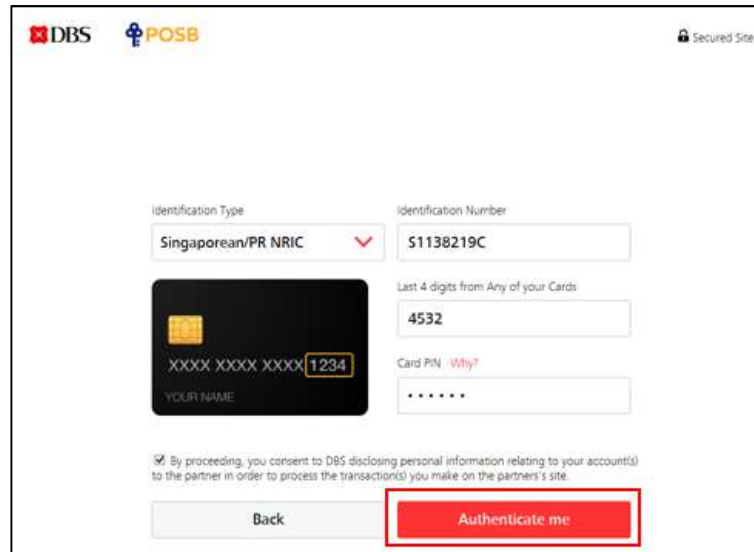 DBS POSB Secured Site
Identification Type Identification Number
Singaporean/PR NRIC S1138219C
Last 4 digits from Any of your Cards
4532
XXXX XXXX XXXX 1234
Card PIN Why?
YOUR NAME
••••••
By proceeding, you consent to DBS disclosing personal information relating to your account(s)
to the partner in order to process the transaction(s) you make on the partners's site.
Back Authenticate me